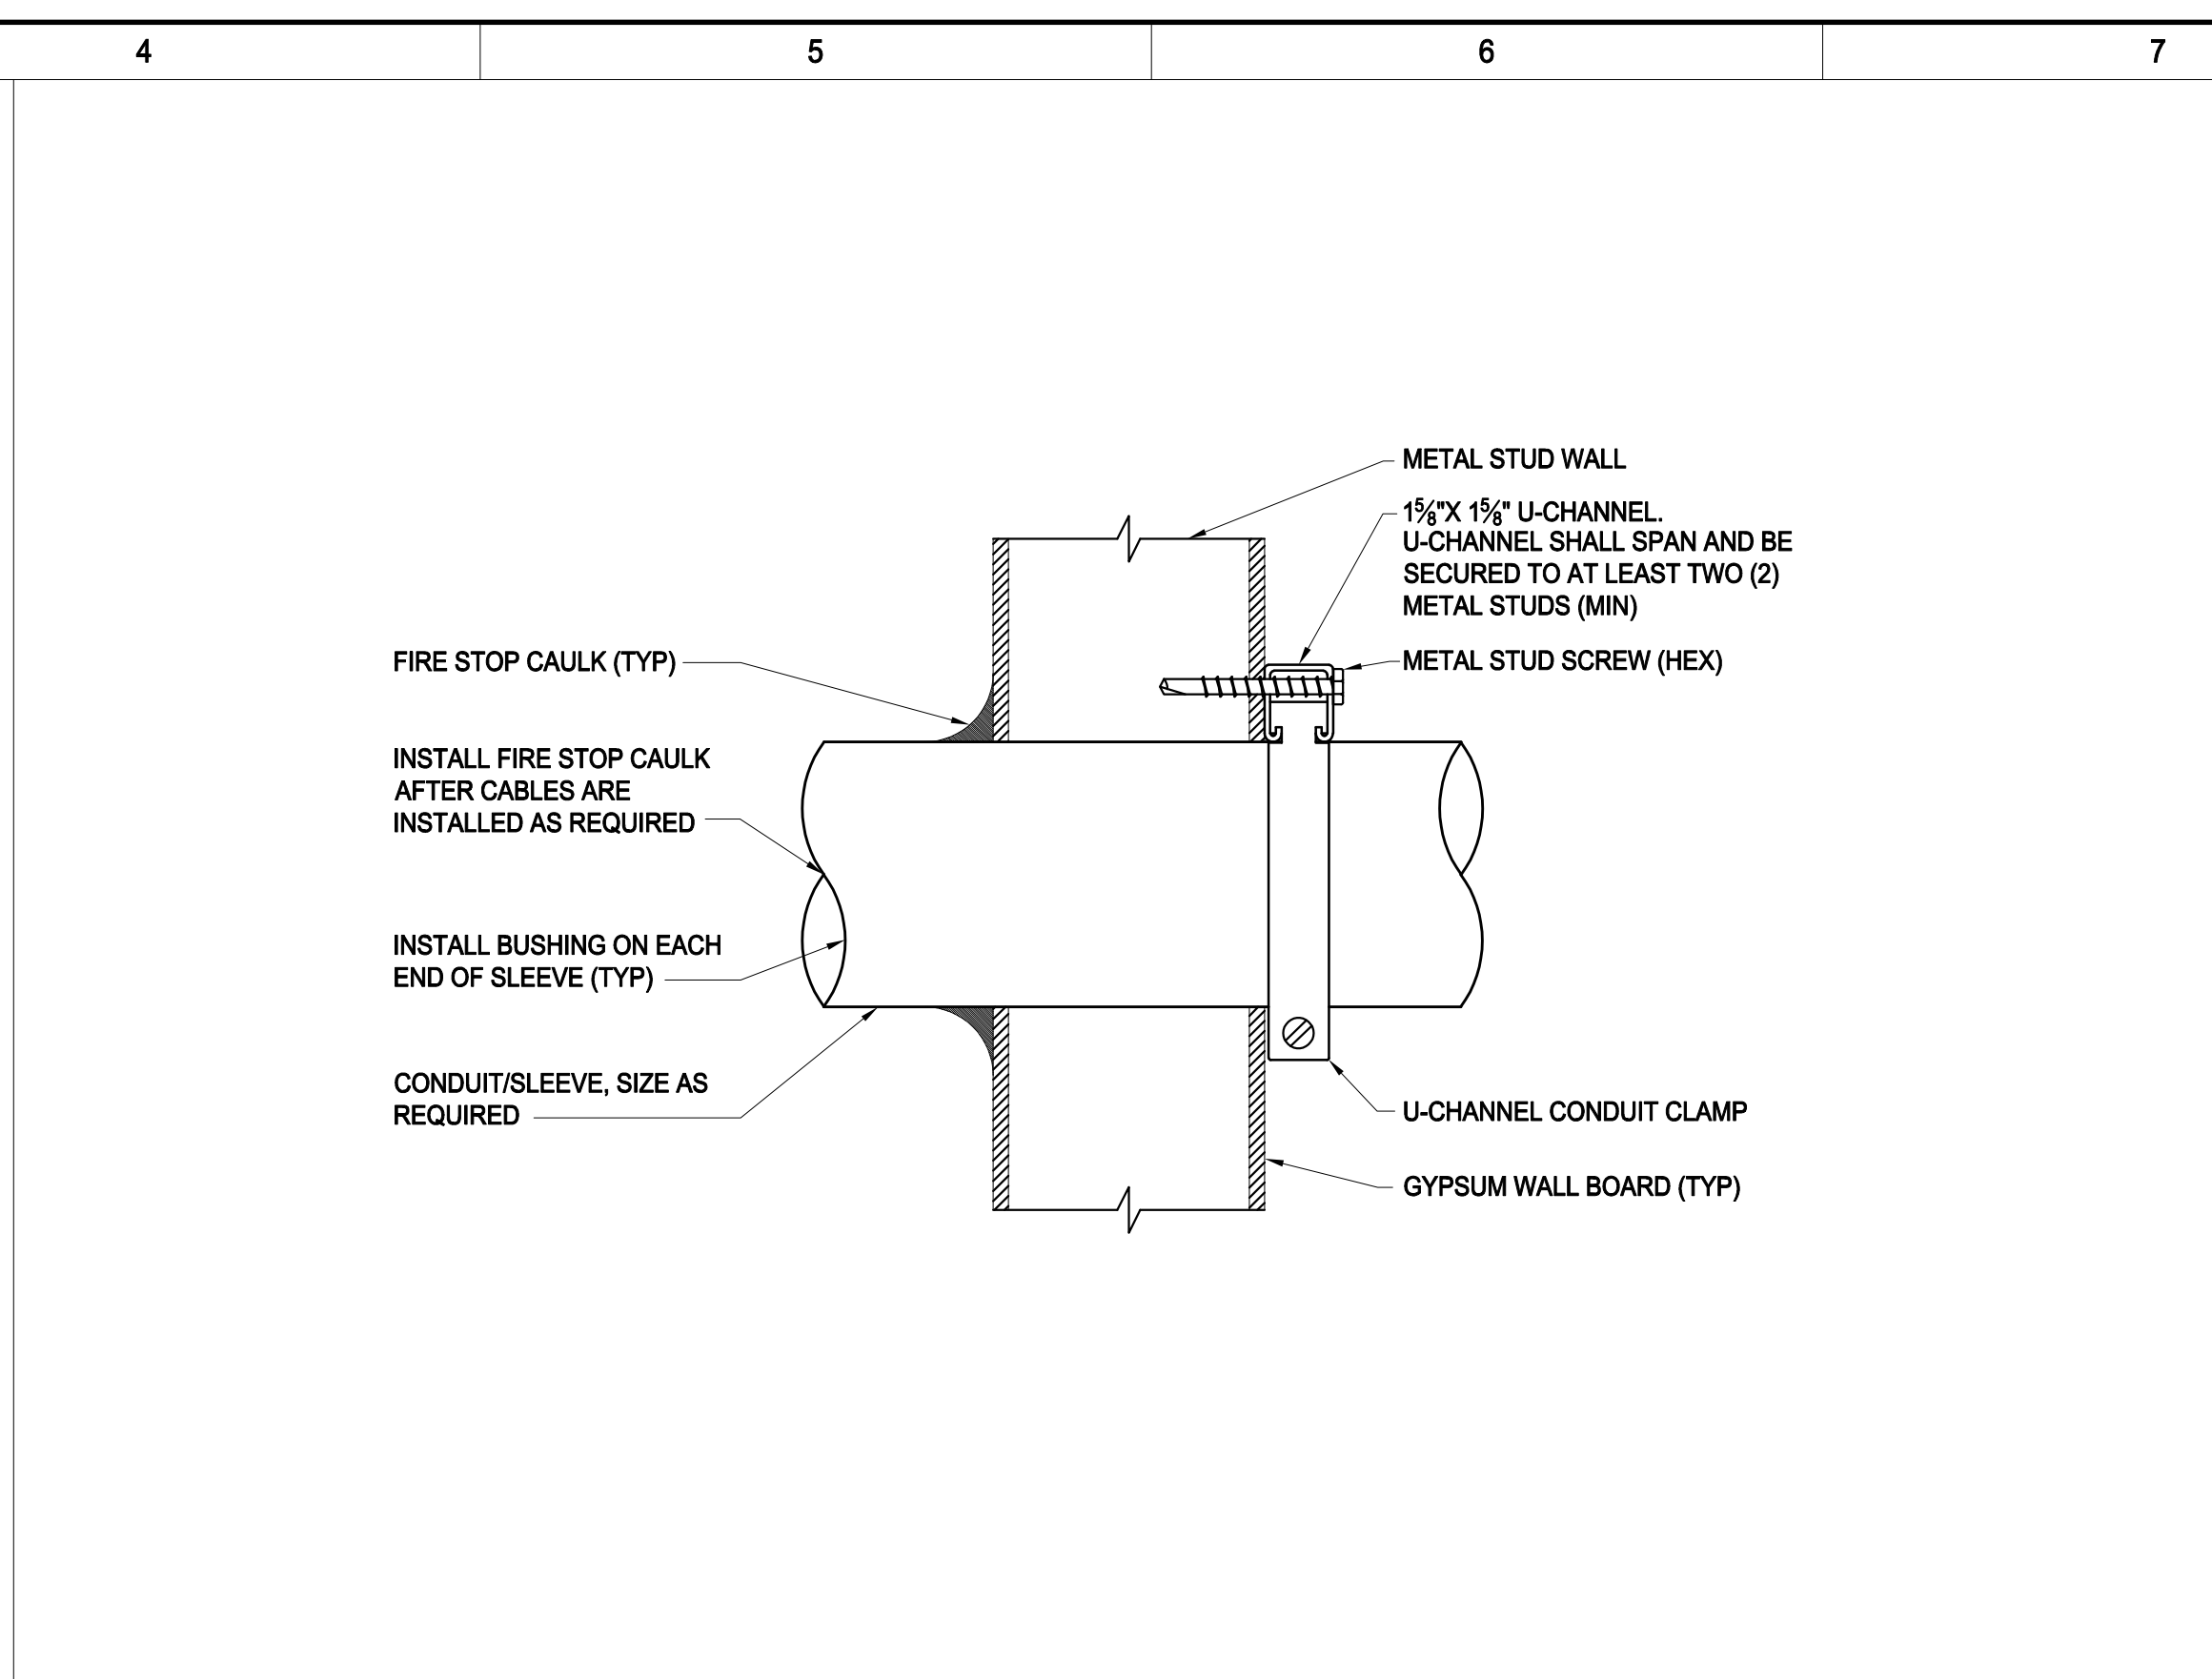 4 5 6 7
METAL STUD WALL
1⅝"X 1⅝" U-CHANNEL.
U-CHANNEL SHALL SPAN AND BE
SECURED TO AT LEAST TWO (2)
METAL STUDS (MIN)
METAL STUD SCREW (HEX)
FIRE STOP CAULK (TYP)
INSTALL FIRE STOP CAULK
AFTER CABLES ARE
INSTALLED AS REQUIRED
INSTALL BUSHING ON EACH
END OF SLEEVE (TYP)
CONDUIT/SLEEVE, SIZE AS
REQUIRED
U-CHANNEL CONDUIT CLAMP
GYPSUM WALL BOARD (TYP)